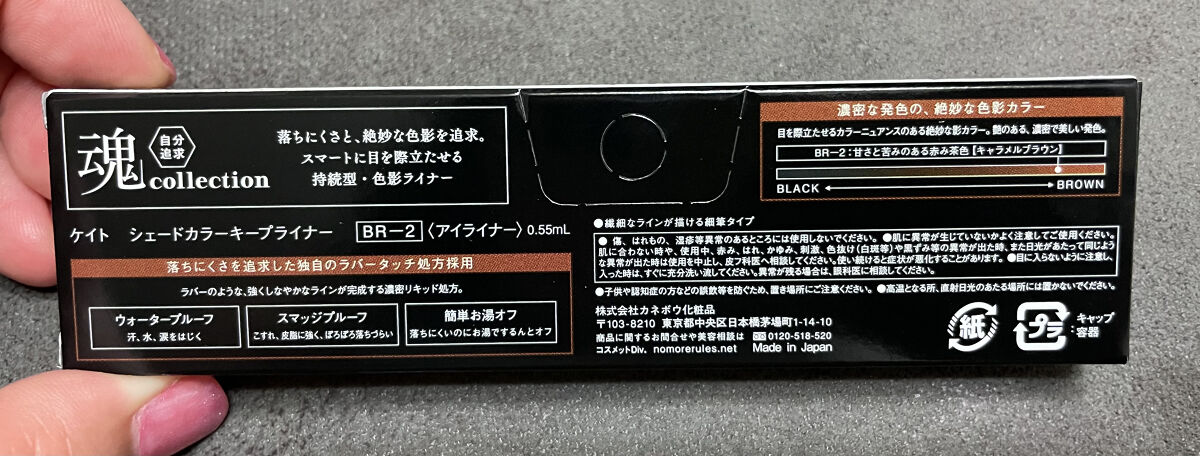 魂
自分
追求
collection
落ちにくさと、絶妙な色影を追求。
スマートに目を際立たせる
持続型・色影ライナー
ケイト シェードカラーキープライナー BR−2 〈アイライナー〉0.55mL
落ちにくさを追求した独自のラバータッチ処方採用
ラバーのような、強くしなやかなラインが完成する濃密リキッド処方。
ウォータープルーフ
汗、水、涙をはじく
スマッジプルーフ
こすれ、皮脂に強く、ぽろぽろ落ちづらい
簡単お湯オフ
落ちにくいのにお湯でするんとオフ
濃密な発色の、絶妙な色影カラー
目を際立たせるカラーニュアンスのある絶妙な影カラー。艶のある、濃密で美しい発色。
BR−2：甘さと苦みのある赤み茶色【キャラメルブラウン】
BLACK BROWN
●繊細なラインが描ける細筆タイプ
●傷、はれもの、湿疹等異常のあるところには使用しないでください。●肌に異常が生じていないかよく注意して使用ください。
肌に合わない時や、使用中、赤み、はれ、かゆみ、刺激、色抜け(白斑等)や黒ずみ等の異常が出た時、また日光があたって同じよう
な異常が出た時は使用を中止し、皮フ科医へ相談してください。使い続けると症状が悪化することがあります。●目に入らないように注意し、
入った時は、すぐに充分洗い流してください。異常が残る場合は、眼科医に相談してください。
●子供や認知症の方などの誤飲等を防ぐため、置き場所にご注意ください。●高温となる所、直射日光のあたる場所には置かないでください。
株式会社カネボウ化粧品
〒103-8210 東京都中央区日本橋茅場町1-14-10
商品に関するお問合せや美容相談は 0120-518-520
コスメットDiv. nomorerules.net Made in Japan
紙
プラ
キャップ
・容器